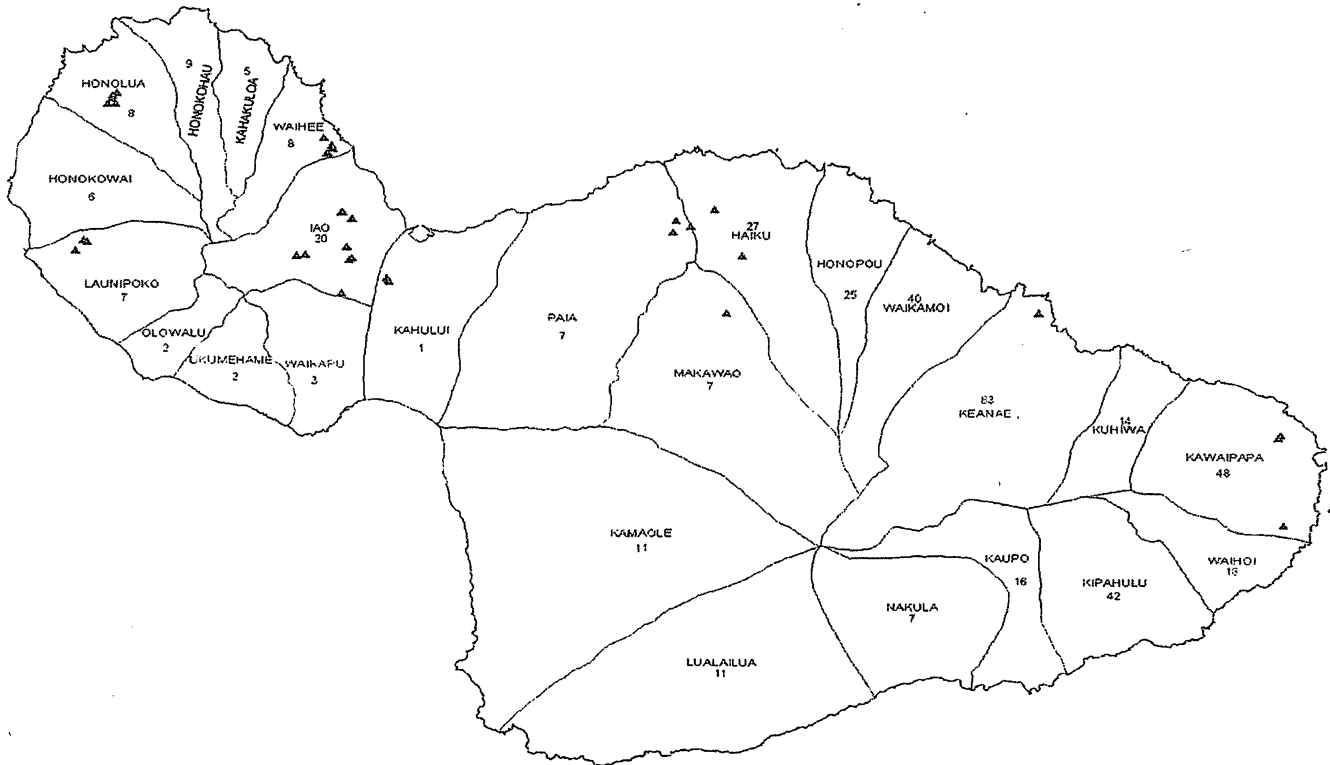 HONOLUA
8
9
HONOKOHAU
5
KAHAKULOA
WAIHEE
8
HONOKOWAI
6
LAUNIPOKO
7
OLOWALU
2
UKUMEHAME
2
WAIKAPU
3
IAO
20
KAHULUI
1
PAIA
7
MAKAWAO
7
27
HAIKU
HONOPOU
25
40
WAIKAMOI
KEANAE
14
KUHIWA
KAWAIPAPA
48
WAIHOI
KIPAHULU
42
KAUPO
16
NAKULA
7
LUALAILUA
11
KAMAOLE
11